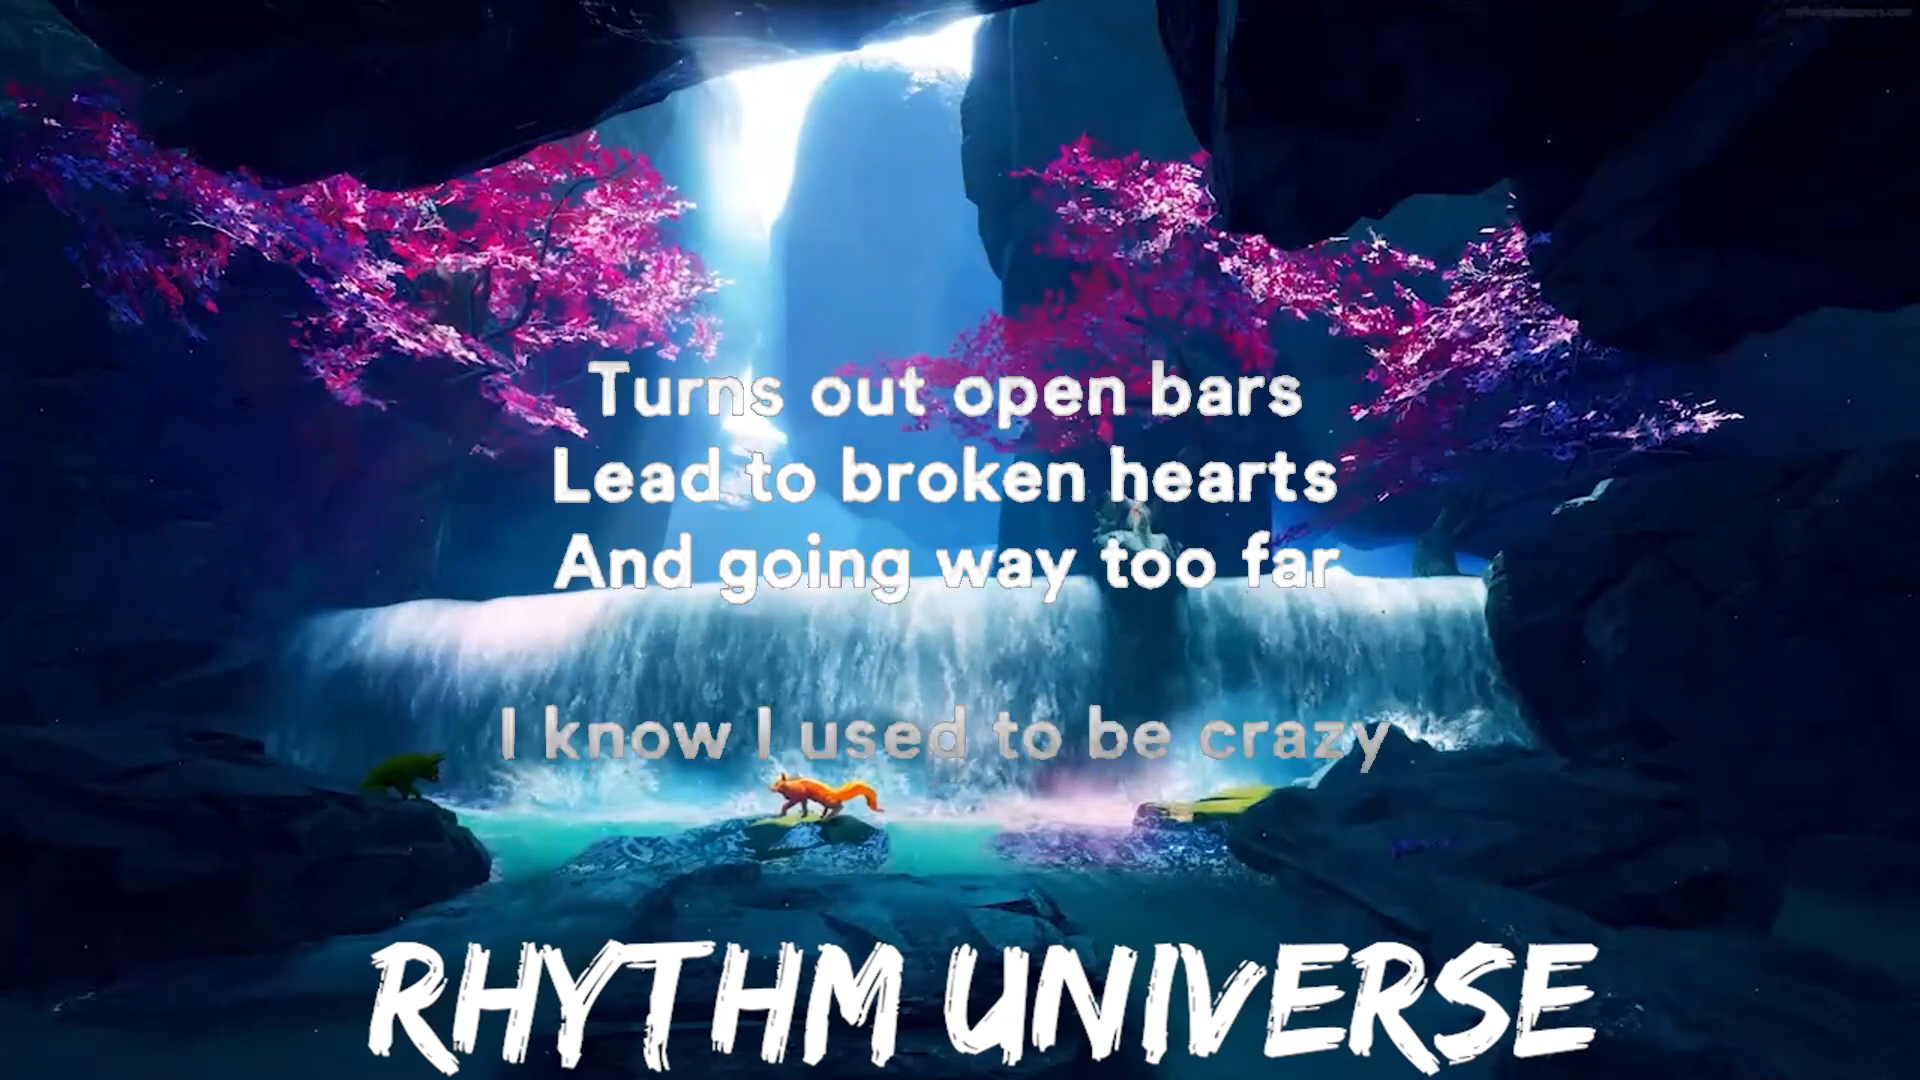 Turns out open bars
Lead to broken hearts
And going way too far
I know I used to be crazy
RHYTHM UNIVERSE